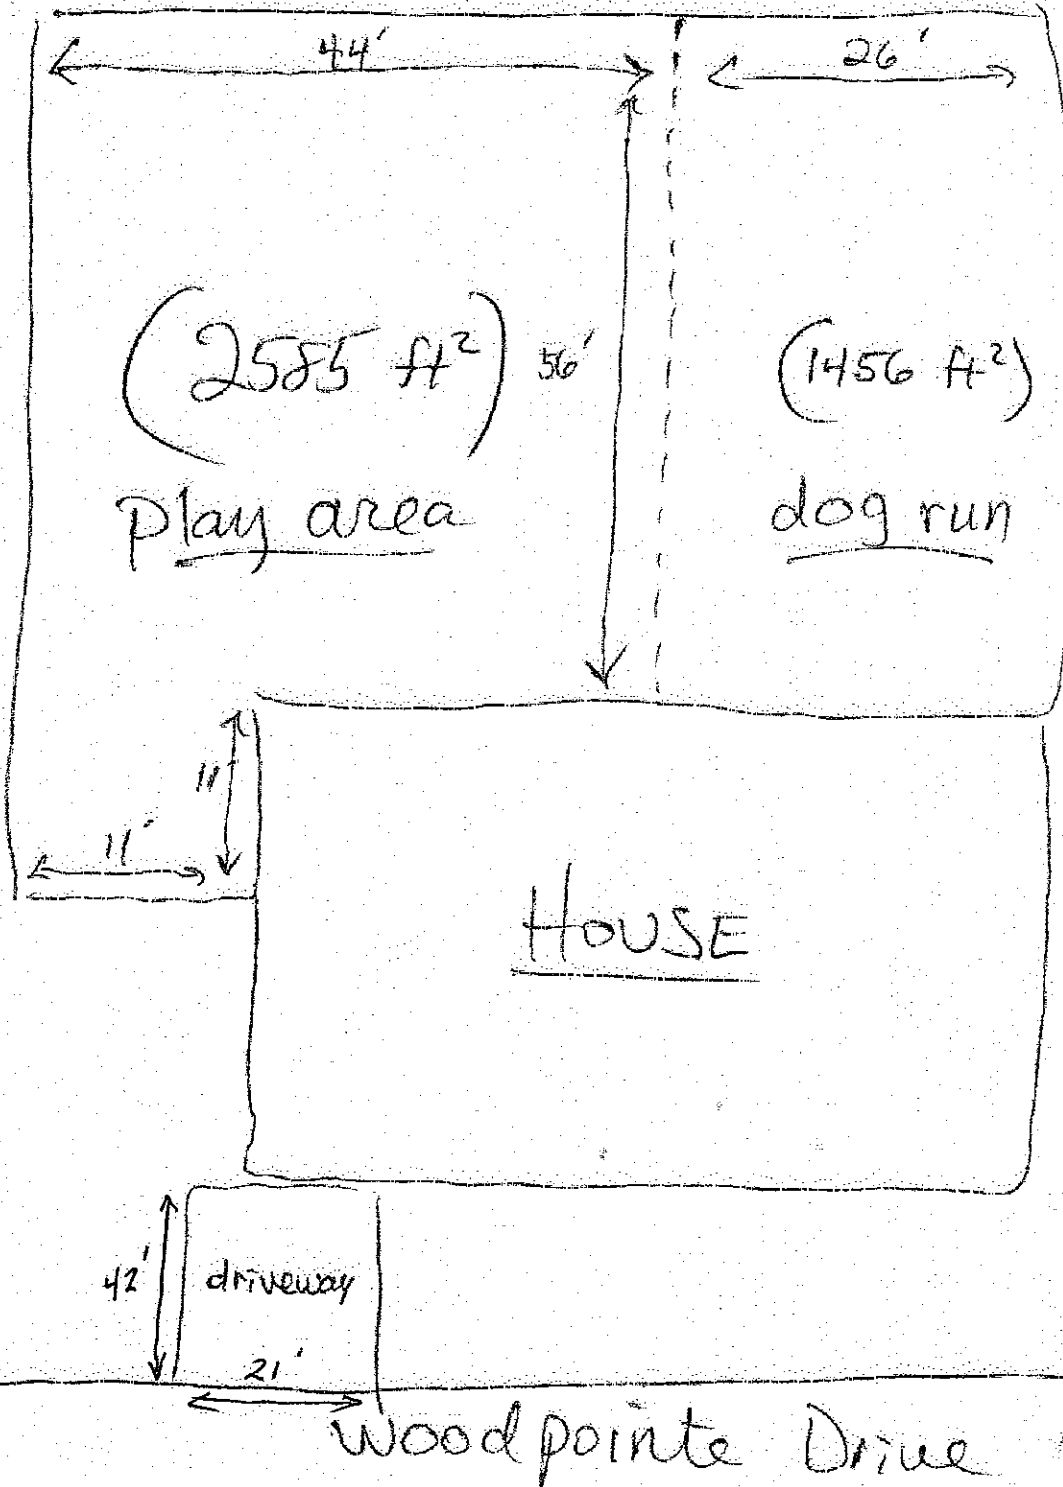 44'
26'
(2585 ft²)
56'
(1456 ft²)
play area
dog run
11'
11'
HOUSE
42'
driveway
21'
Woodpointe Drive